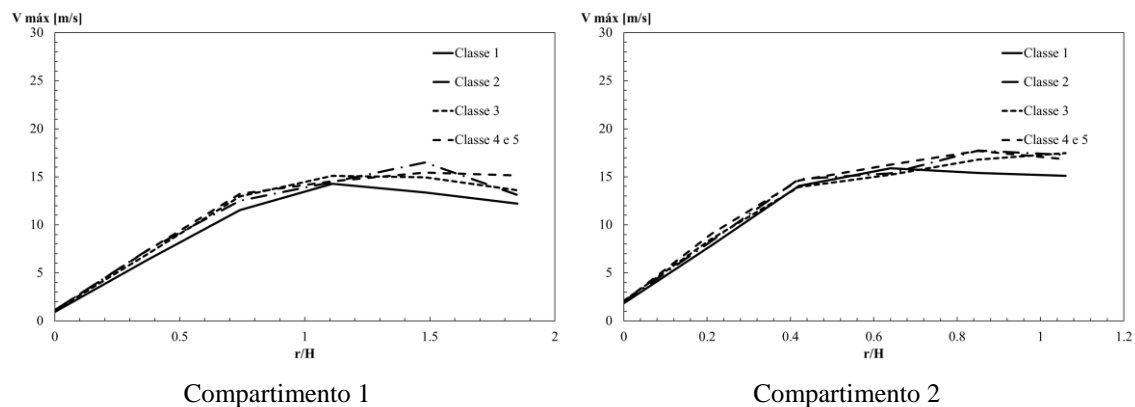 V máx [m/s]
30
25
20
15
10
5
0
0
0.5
1
1.5
2
r/H
Classe 1
Classe 2
Classe 3
Classe 4 e 5
Compartimento 1
V máx [m/s]
30
25
20
15
10
5
0
0
0.2
0.4
0.6
0.8
1
1.2
r/H
Classe 1
Classe 2
Classe 3
Classe 4 e 5
Compartimento 2